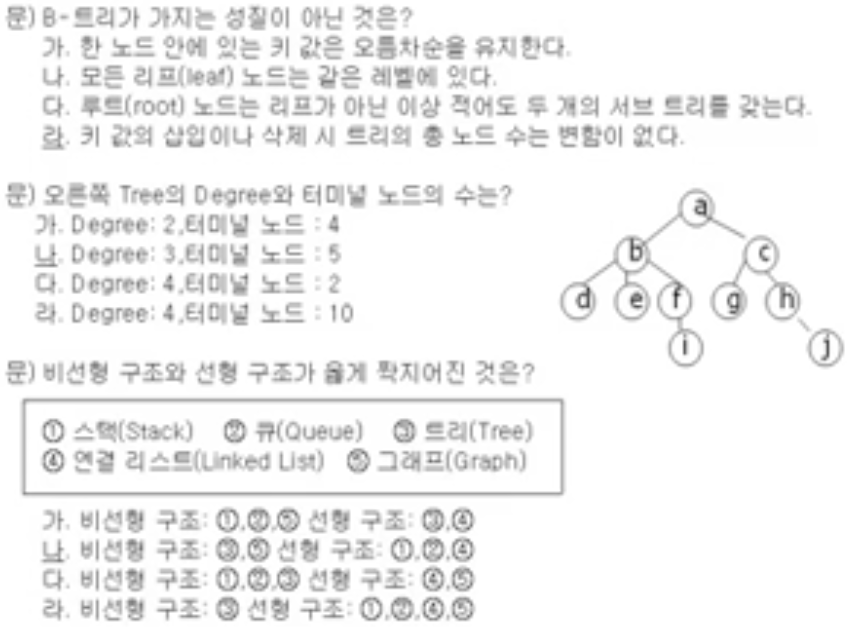 문) B-트리가 가지는 성질이 아닌 것은?
가. 한 노드 안에 있는 키 값은 오름차순을 유지한다.
나. 모든 리프(leaf) 노드는 같은 레벨에 있다.
다. 루트(root) 노드는 리프가 아닌 이상 적어도 두 개의 서브 트리를 갖는다.
라. 키 값의 삽입이나 삭제 시 트리의 총 노드 수는 변함이 없다.
문) 오른쪽 Tree의 Degree와 터미널 노드의 수는?
가. Degree: 2,터미널 노드 : 4
나. Degree: 3,터미널 노드 : 5
다. Degree: 4,터미널 노드 : 2
라. Degree: 4,터미널 노드 : 10
a
b c
d e f g h
i j
문) 비선형 구조와 선형 구조가 옳게 짝지어진 것은?
① 스택(Stack) ② 큐(Queue) ③ 트리(Tree)
④ 연결 리스트(Linked List) ⑤ 그래프(Graph)
가. 비선형 구조: ①,②,⑤ 선형 구조: ③,④
나. 비선형 구조: ③,⑤ 선형 구조: ①,②,④
다. 비선형 구조: ①,②,③ 선형 구조: ④,⑤
라. 비선형 구조: ③ 선형 구조: ①,②,④,⑤